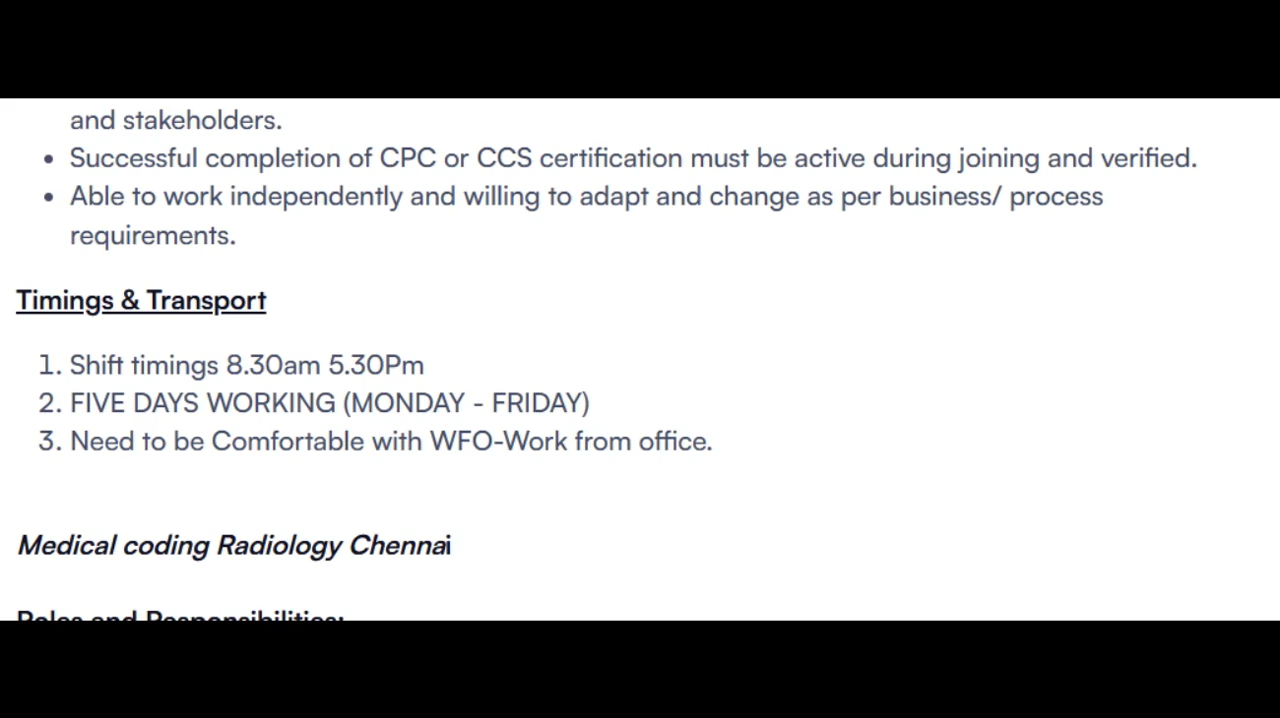 and stakeholders.
• Successful completion of CPC or CCS certification must be active during joining and verified.
• Able to work independently and willing to adapt and change as per business/ process
requirements.
Timings & Transport
1. Shift timings 8.30am 5.30Pm
2. FIVE DAYS WORKING (MONDAY - FRIDAY)
3. Need to be Comfortable with WFO-Work from office.
Medical coding Radiology Chennai
Roles and Responsibilities: